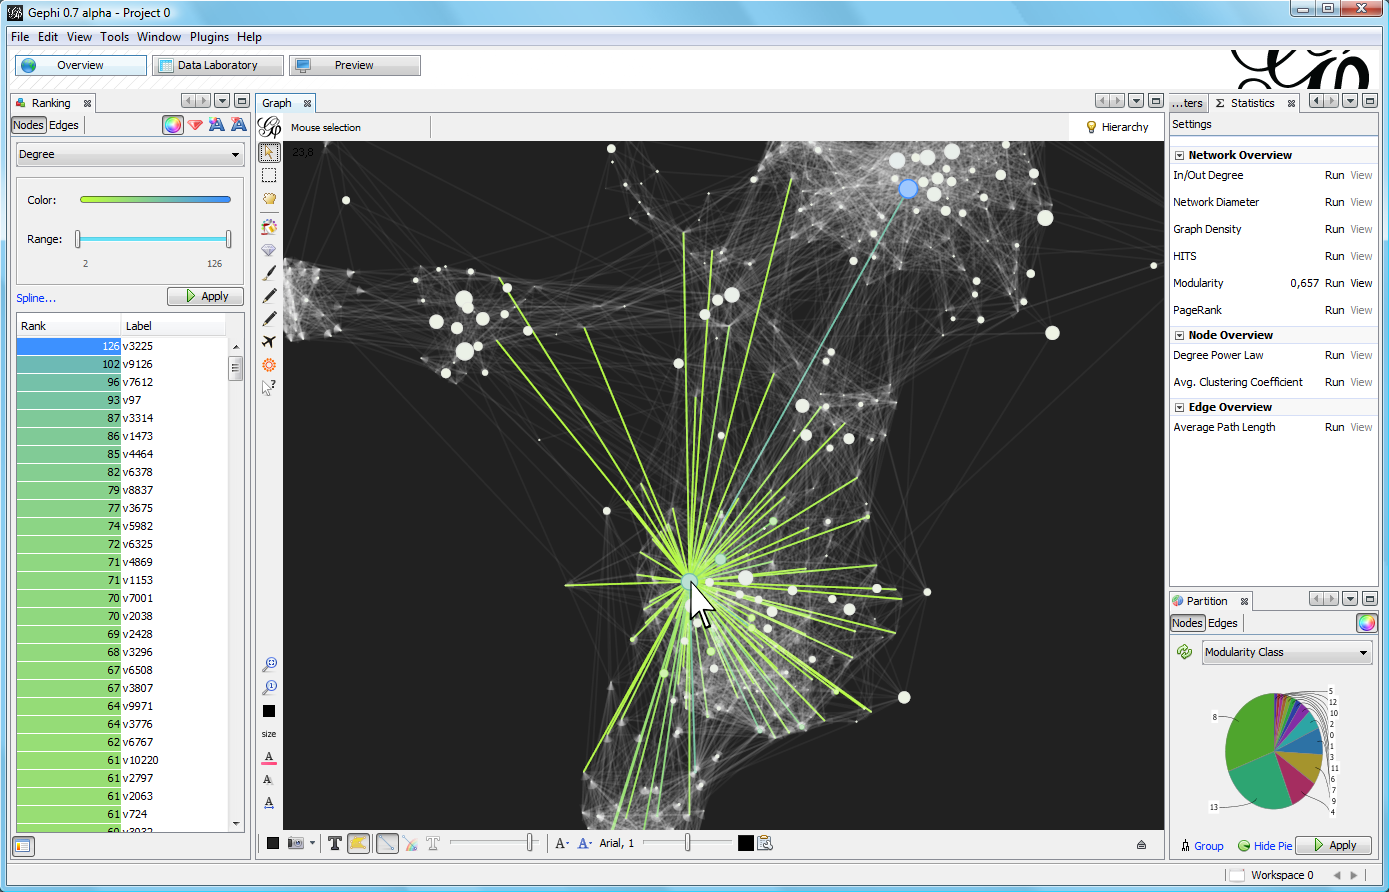 Gephi 0.7 alpha - Project 0
File Edit View Tools Window Plugins Help
Overview
Data Laboratory
Preview
Ranking
Nodes Edges
Degree
Color:
Range:
2 126
Spline...
Apply
Rank Label
126 v3225
102 v9126
96 v7612
93 v97
87 v3314
86 v1473
85 v4464
82 v6378
79 v8837
77 v3675
74 v5982
72 v6325
71 v4869
71 v1153
70 v7001
70 v2038
69 v2428
68 v3296
67 v6508
67 v3807
64 v9971
64 v3776
62 v6767
61 v10220
61 v2797
61 v2063
61 v724
Graph
Mouse selection
Hierarchy
23,8
size
Arial, 1
...ters
Σ Statistics
Settings
Network Overview
In/Out Degree Run View
Network Diameter Run View
Graph Density Run View
HITS Run View
Modularity 0,657 Run View
PageRank Run View
Node Overview
Degree Power Law Run View
Avg. Clustering Coefficient Run View
Edge Overview
Average Path Length Run View
Partition
Nodes Edges
Modularity Class
5
12
10
2
0
1
3
11
6
7
9
4
8
13
Group
Hide Pie
Apply
Workspace 0